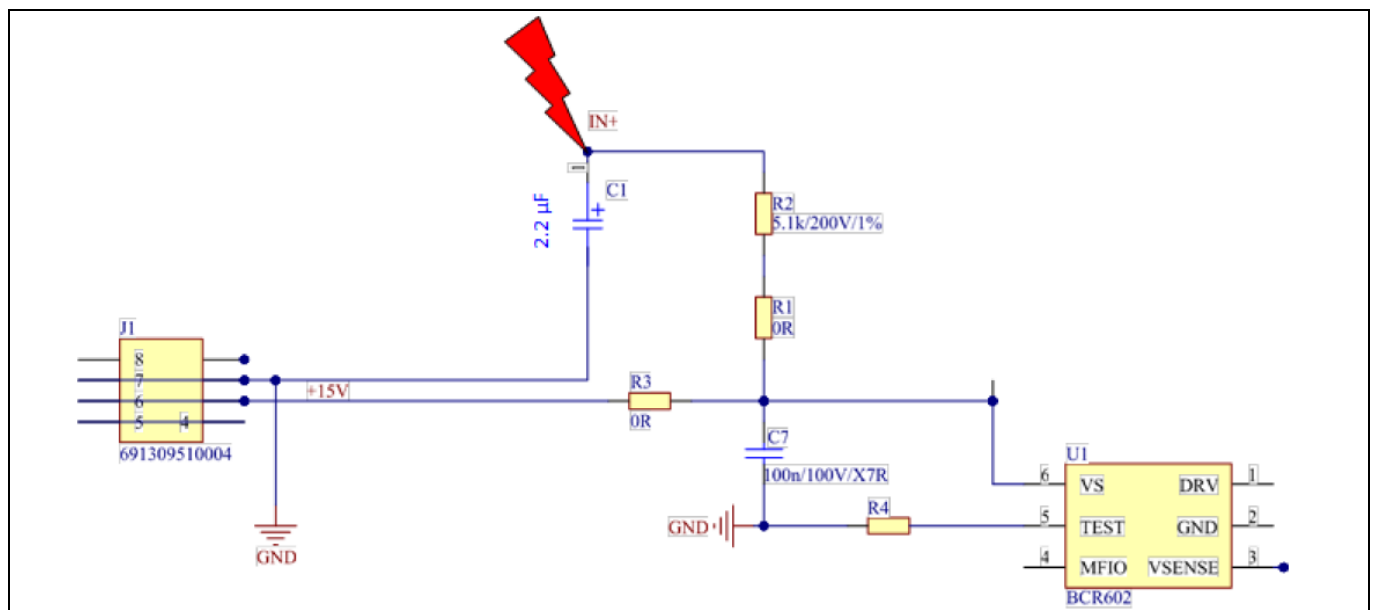 IN+
C1
2.2 µF
+
R2
5.1k/200V/1%
R1
0R
J1
8
7
6
5
4
691309510004
+15V
R3
0R
C7
100n/100V/X7R
GND
GND
R4
U1
6
VS
DRV
1
5
TEST
GND
2
4
MFIO
VSENSE
3
BCR602